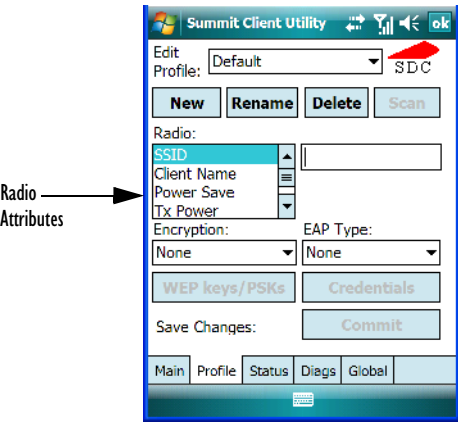 Summit Client Utility ok
Edit
Profile: Default
SDC
New Rename Delete Scan
Radio:
SSID
Client Name
Power Save
Tx Power
Radio
Attributes
Encryption: EAP Type:
None None
WEP keys/PSKs Credentials
Save Changes: Commit
Main Profile Status Diags Global